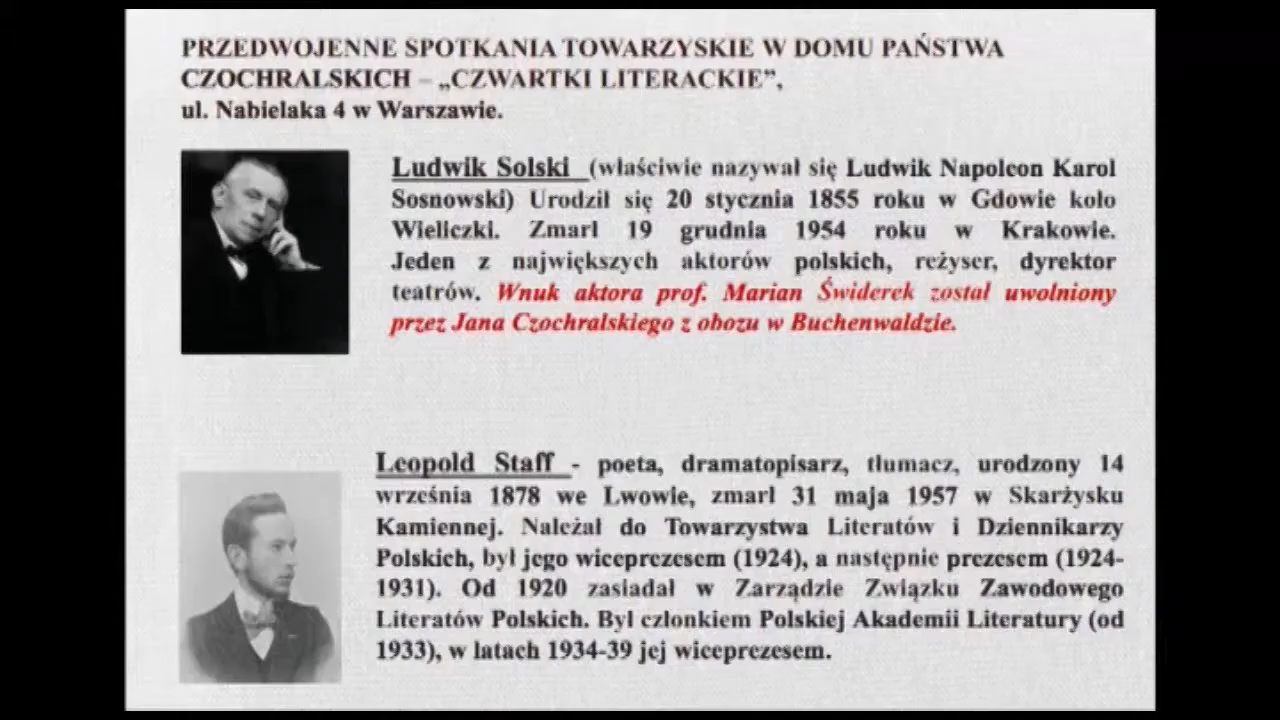 PRZEDWOJENNE SPOTKANIA TOWARZYSKIE W DOMU PAŃSTWA
CZOCHRALSKICH – „CZWARTKI LITERACKIE”,
ul. Nabielaka 4 w Warszawie.
Ludwik Solski (właściwie nazywał się Ludwik Napoleon Karol
Sosnowski) Urodził się 20 stycznia 1855 roku w Gdowie koło
Wieliczki. Zmarł 19 grudnia 1954 roku w Krakowie.
Jeden z największych aktorów polskich, reżyser, dyrektor
teatrów. Wnuk aktora prof. Marian Świderek został uwolniony
przez Jana Czochralskiego z obozu w Buchenwaldzie.
Leopold Staff - poeta, dramatopisarz, tłumacz, urodzony 14
września 1878 we Lwowie, zmarł 31 maja 1957 w Skarżysku
Kamiennej. Należał do Towarzystwa Literatów i Dziennikarzy
Polskich, był jego wiceprezesem (1924), a następnie prezesem (1924-
1931). Od 1920 zasiadał w Zarządzie Związku Zawodowego
Literatów Polskich. Był członkiem Polskiej Akademii Literatury (od
1933), w latach 1934-39 jej wiceprezesem.